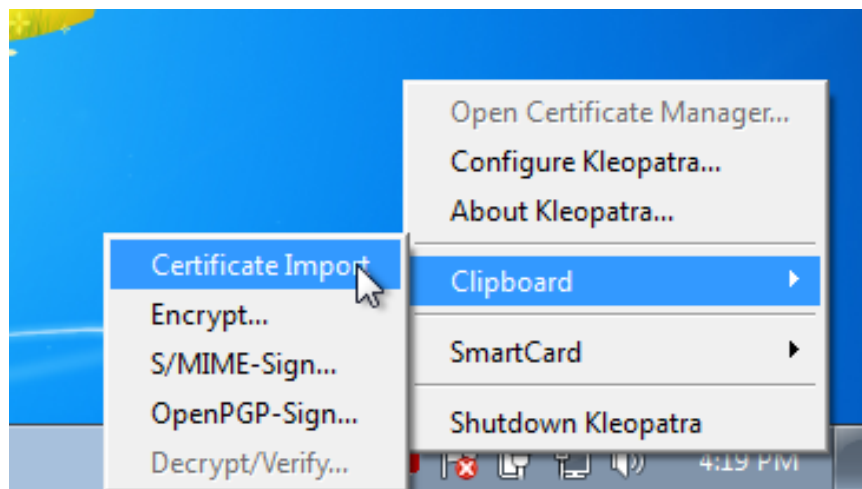 Open Certificate Manager...
Configure Kleopatra...
About Kleopatra...
Clipboard
SmartCard
Shutdown Kleopatra
Certificate Import
Encrypt...
S/MIME-Sign...
OpenPGP-Sign...
Decrypt/Verify...
4:19 PM